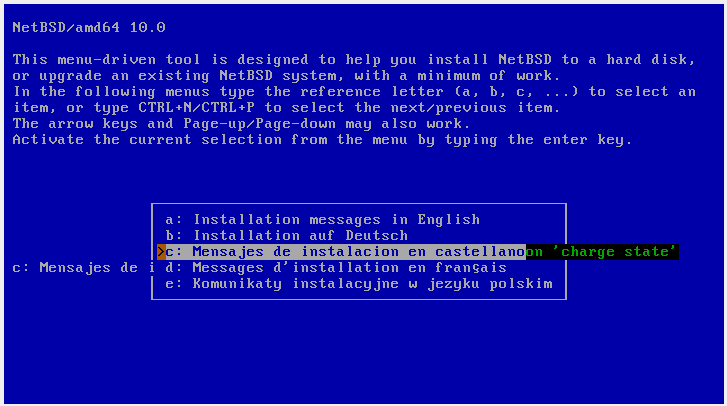 NetBSD/amd64 10.0
This menu-driven tool is designed to help you install NetBSD to a hard disk,
or upgrade an existing NetBSD system, with a minimum of work.
In the following menus type the reference letter (a, b, c, ...) to select an
item, or type CTRL+N/CTRL+P to select the next/previous item.
The arrow keys and Page-up/Page-down may also work.
Activate the current selection from the menu by typing the enter key.
a: Installation messages in English
b: Installation auf Deutsch
>c: Mensajes de instalacion en castellanoon 'charge state'
c: Mensajes de i d: Messages d'installation en français
e: Komunikaty instalacyjne w jezyku polskim